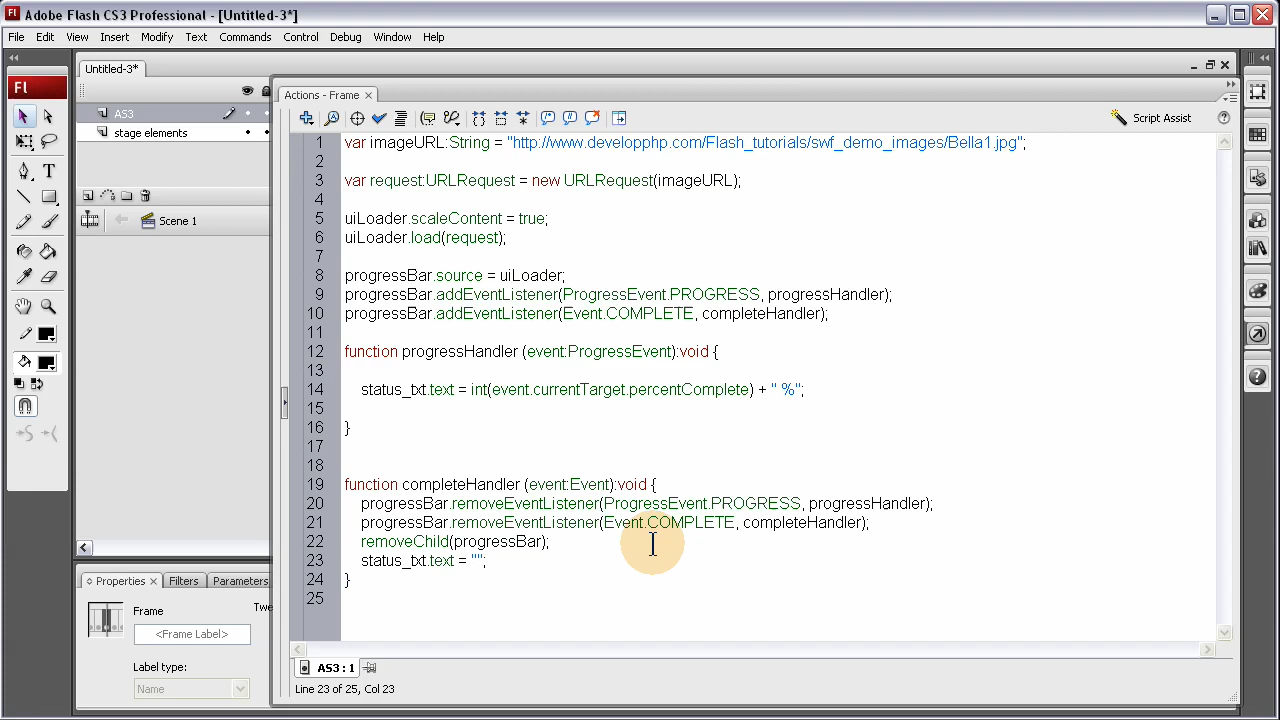 Adobe Flash CS3 Professional - [Untitled-3*]
File Edit View Insert Modify Text Commands Control Debug Window Help
Untitled-3*
Fl
AS3
stage elements
Scene 1
Actions - Frame
Script Assist
1 var imageURL:String = "http://www.developphp.com/Flash_tutorials/swf_demo_images/Bella1.jpg";
2
3 var request:URLRequest = new URLRequest(imageURL);
4
5 uiLoader.scaleContent = true;
6 uiLoader.load(request);
7
8 progressBar.source = uiLoader;
9 progressBar.addEventListener(ProgressEvent.PROGRESS, progressHandler);
10 progressBar.addEventListener(Event.COMPLETE, completeHandler);
11
12 function progressHandler (event:ProgressEvent):void {
13
14 status_txt.text = int(event.currentTarget.percentComplete) + " %";
15
16 }
17
18
19 function completeHandler (event:Event):void {
20 progressBar.removeEventListener(ProgressEvent.PROGRESS, progressHandler);
21 progressBar.removeEventListener(Event.COMPLETE, completeHandler);
22 removeChild(progressBar);
23 status_txt.text = "";
24 }
25
AS3 : 1
Line 23 of 25, Col 23
Properties Filters Parameters
Frame
<Frame Label>
Label type:
Name